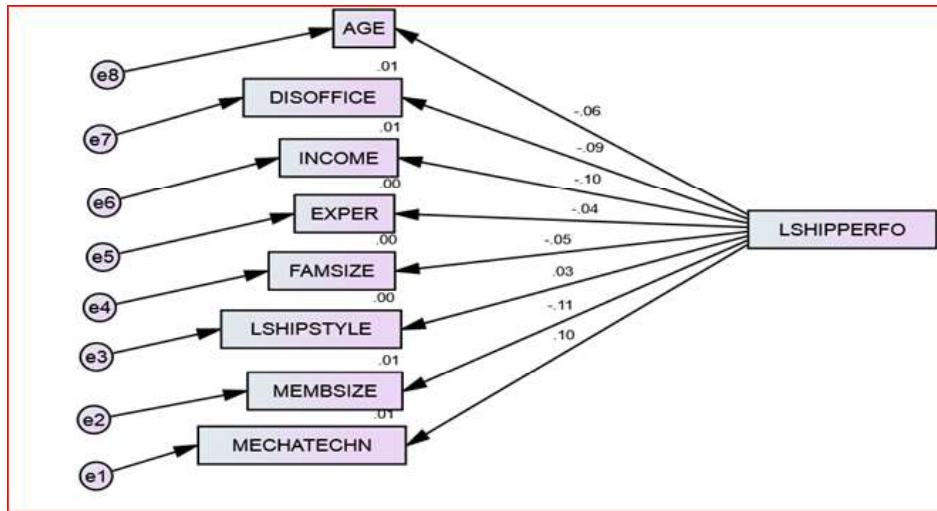 AGE
e8
.01
DISOFFICE
-.06
e7
.01
-.09
INCOME
-.10
e6
.00
EXPER
-.04
LSHIPPERFO
e5
.00
-.05
FAMSIZE
e4
.00
.03
LSHIPSTYLE
-.11
e3
.10
.01
MEMBSIZE
e2
.01
MECHATECHN
e1